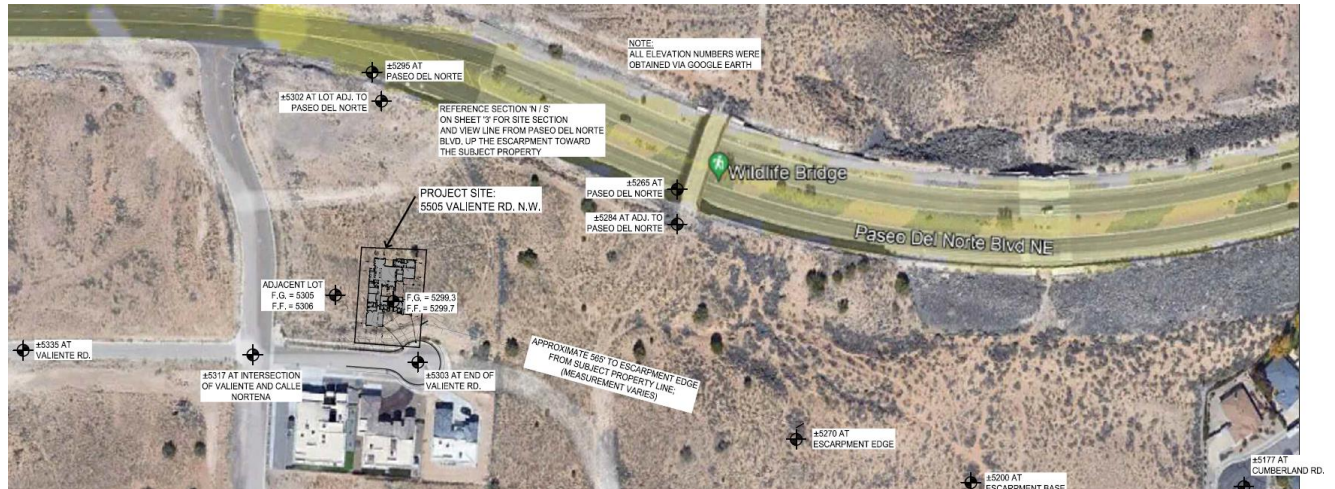 NOTE:
ALL ELEVATION NUMBERS WERE
OBTAINED VIA GOOGLE EARTH
±5295 AT
PASEO DEL NORTE
±5302 AT LOT ADJ. TO
PASEO DEL NORTE
REFERENCE SECTION 'N / S'
ON SHEET '3' FOR SITE SECTION
AND VIEW LINE FROM PASEO DEL NORTE
BLVD, UP THE ESCARPMENT TOWARD
THE SUBJECT PROPERTY
Wildlife Bridge
±5265 AT
PASEO DEL NORTE
±5284 AT ADJ. TO
PASEO DEL NORTE
PROJECT SITE:
5505 VALIENTE RD. N.W.
Paseo Del Norte Blvd NE
ADJACENT LOT
F.G. = 5305
F.F. = 5306
F.G. = 5299.3
F.F. = 5299.7
±5335 AT
VALIENTE RD.
±5317 AT INTERSECTION
OF VALIENTE AND CALLE
NORTENA
±5303 AT END OF
VALIENTE RD.
APPROXIMATE 565' TO ESCARPMENT EDGE
FROM SUBJECT PROPERTY LINE;
(MEASUREMENT VARIES)
±5270 AT
ESCARPMENT EDGE
±5200 AT
ESCARPMENT BASE
±5177 AT
CUMBERLAND RD.